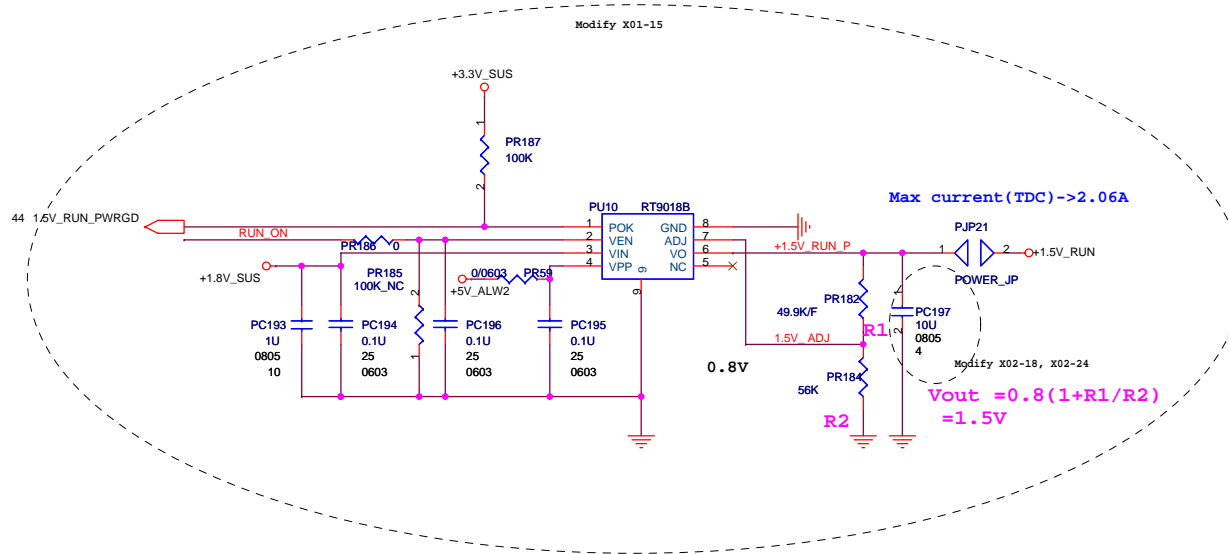 Modify X01-15
+3.3V_SUS
1
PR187
100K
2
Max current(TDC)->2.06A
44 1.5V_RUN_PWRGD
PU10 RT9018B
RUN_ON
PR186 0
1 POK GND 8
2 VEN ADJ 7
3 VIN VO 6
4 VPP NC 5
9
9
+1.5V_RUN_P
PJP21
1 2
+1.5V_RUN
POWER_JP
+1.8V_SUS
PR185
100K_NC
2
1
0/0603 PR59
+5V_ALW2
PR182
49.9K/F
R1
1
PC197
10U
0805
4
2
PC193
1U
0805
10
PC194
0.1U
25
0603
PC196
0.1U
25
0603
PC195
0.1U
25
0603
1.5V_ADJ
0.8V
Modify X02-18, X02-24
PR184
56K
R2
Vout =0.8(1+R1/R2)
=1.5V